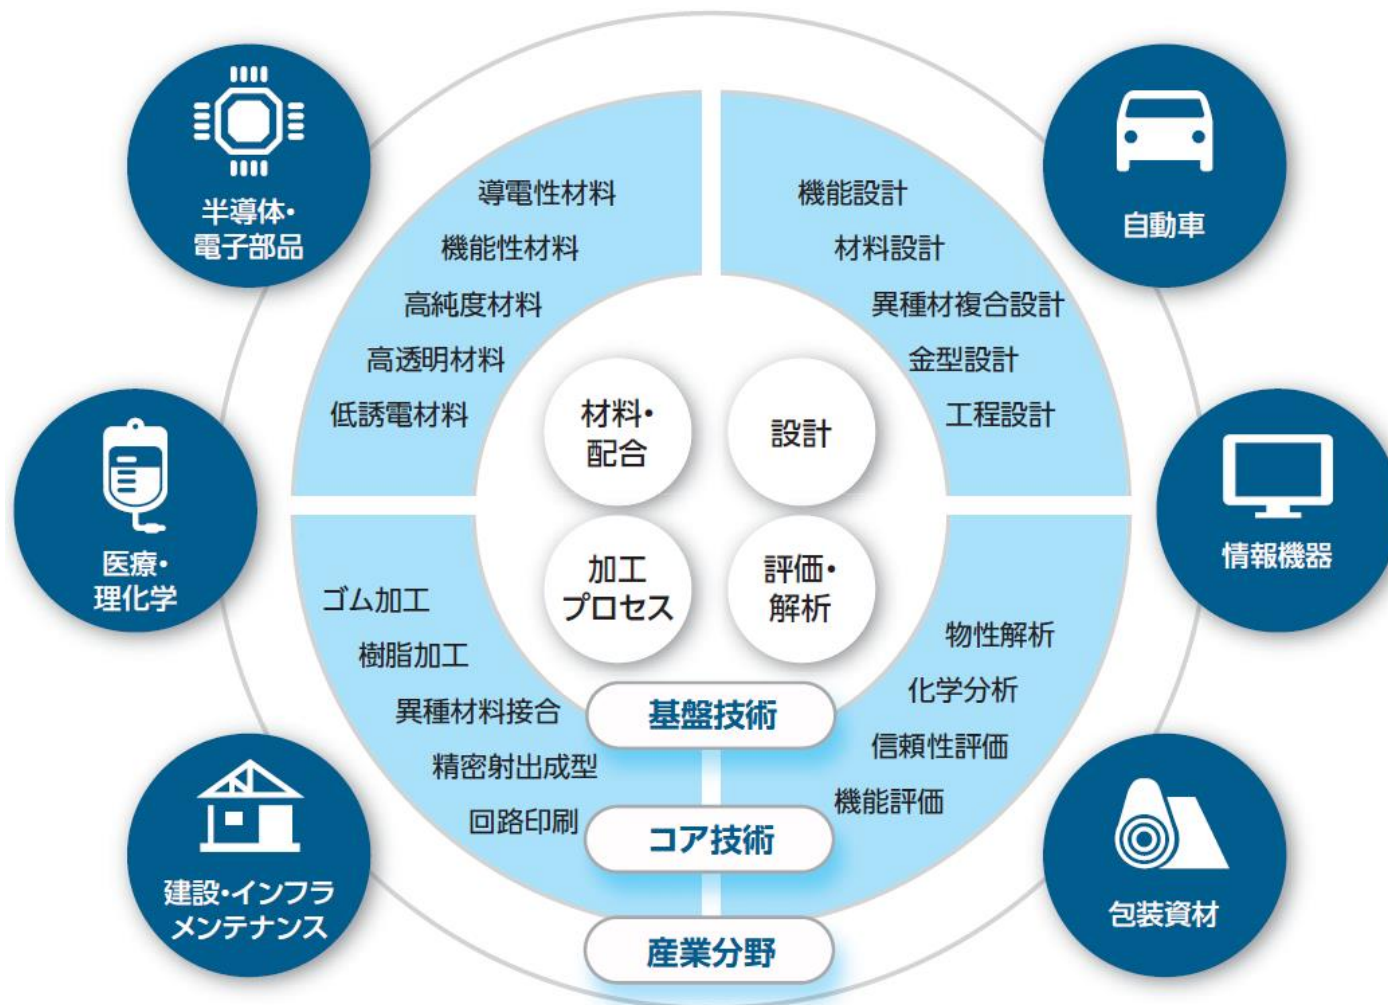 半導体・
電子部品
自動車
医療・
理化学
情報機器
建設・インフラ
メンテナンス
包装資材
導電性材料
機能性材料
高純度材料
高透明材料
低誘電材料
機能設計
材料設計
異種材複合設計
金型設計
工程設計
材料・
配合
設計
加工
プロセス
評価・
解析
ゴム加工
樹脂加工
異種材料接合
精密射出成型
回路印刷
物性解析
化学分析
信頼性評価
機能評価
基盤技術
コア技術
産業分野